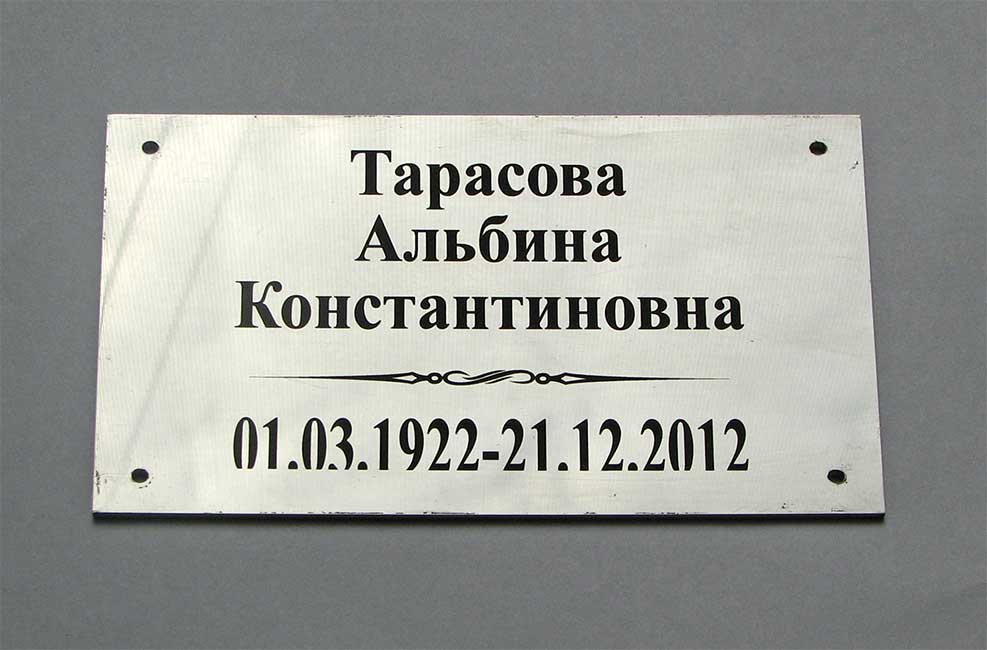 Тарасова
Альбина
Константиновна
01.03.1922-21.12.2012